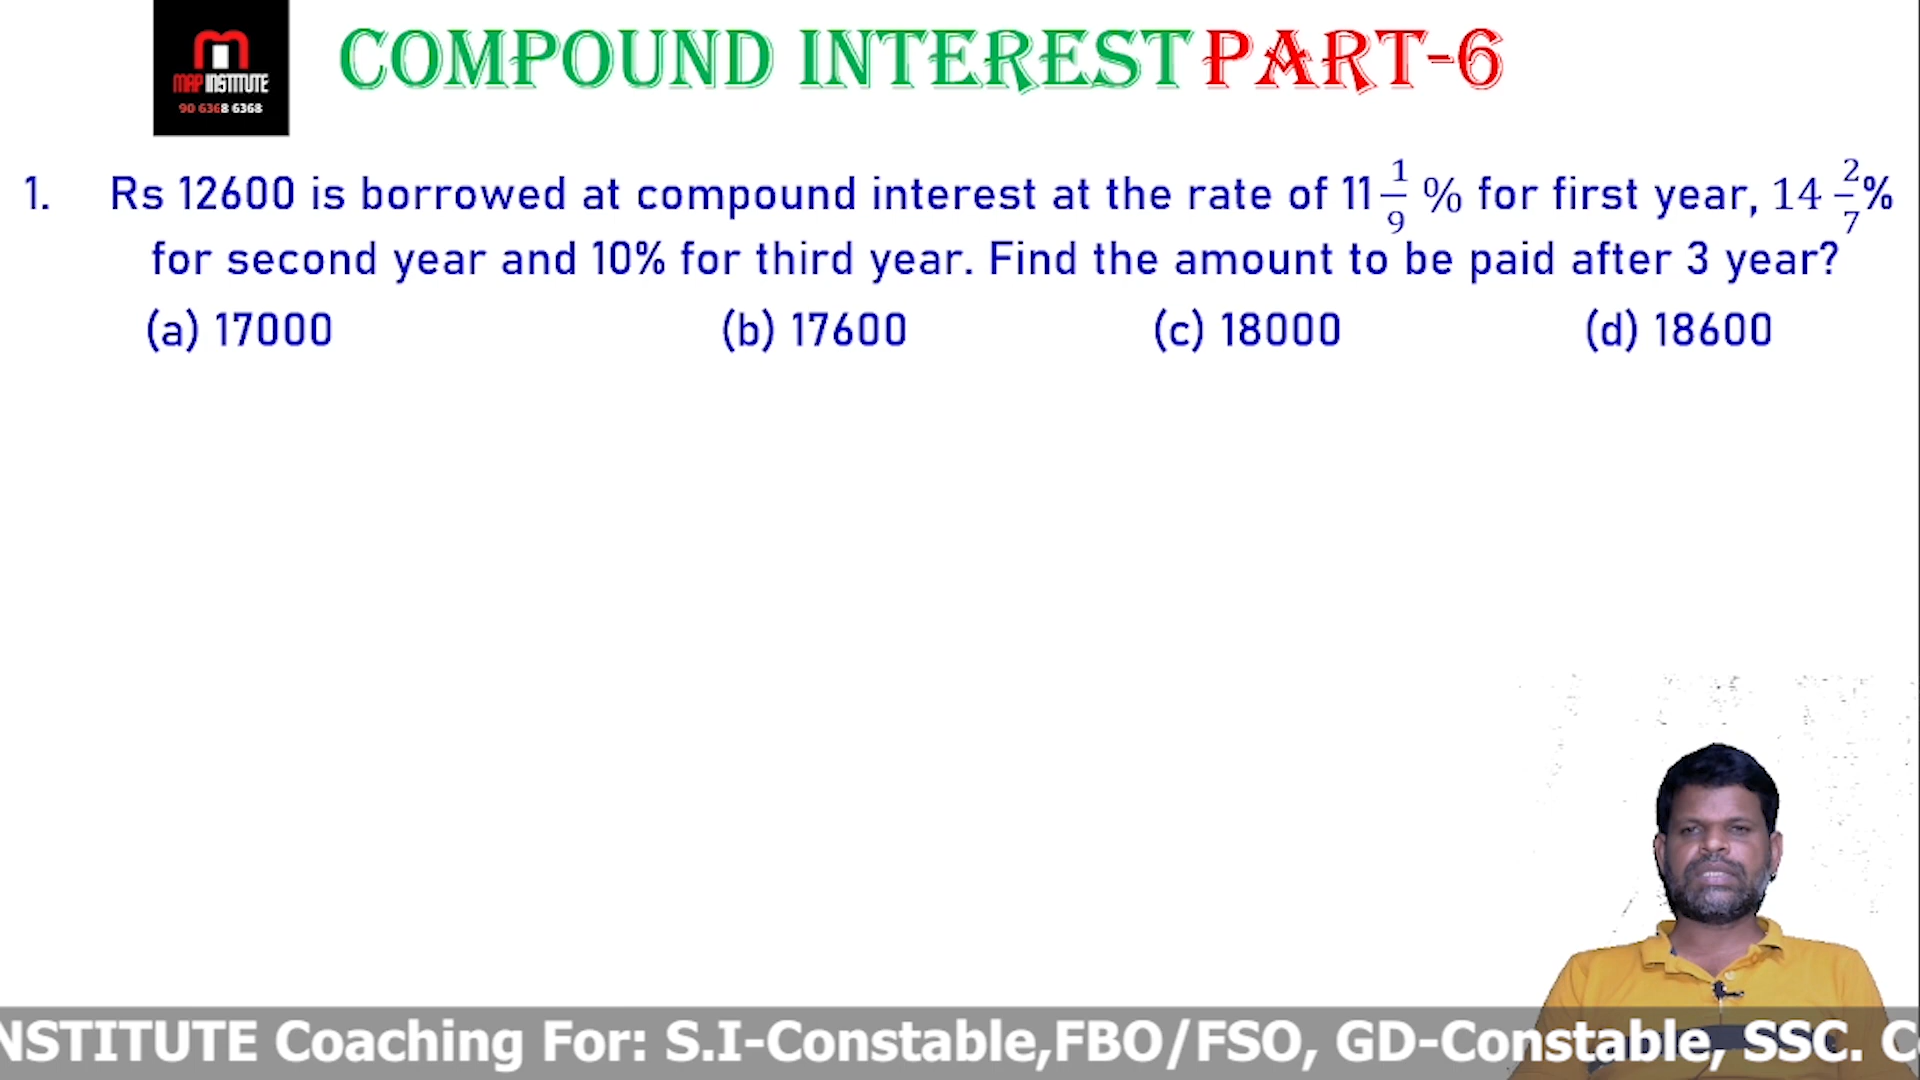 MAP INSTITUTE
90 6368 6368
COMPOUND INTEREST PART-6
1. Rs 12600 is borrowed at compound interest at the rate of 11 1/9 % for first year, 14 2/7%
for second year and 10% for third year. Find the amount to be paid after 3 year?
(a) 17000 (b) 17600 (c) 18000 (d) 18600
NSTITUTE Coaching For: S.I-Constable,FBO/FSO, GD-Constable, SSC.